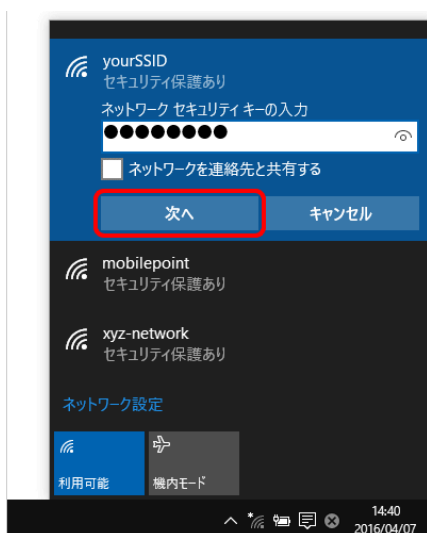 yourSSID
セキュリティ保護あり
ネットワーク セキュリティ キーの入力
●●●●●●●●
ネットワークを連絡先と共有する
次へ キャンセル
mobilepoint
セキュリティ保護あり
xyz-network
セキュリティ保護あり
ネットワーク設定
利用可能 機内モード
14:40
2016/04/07